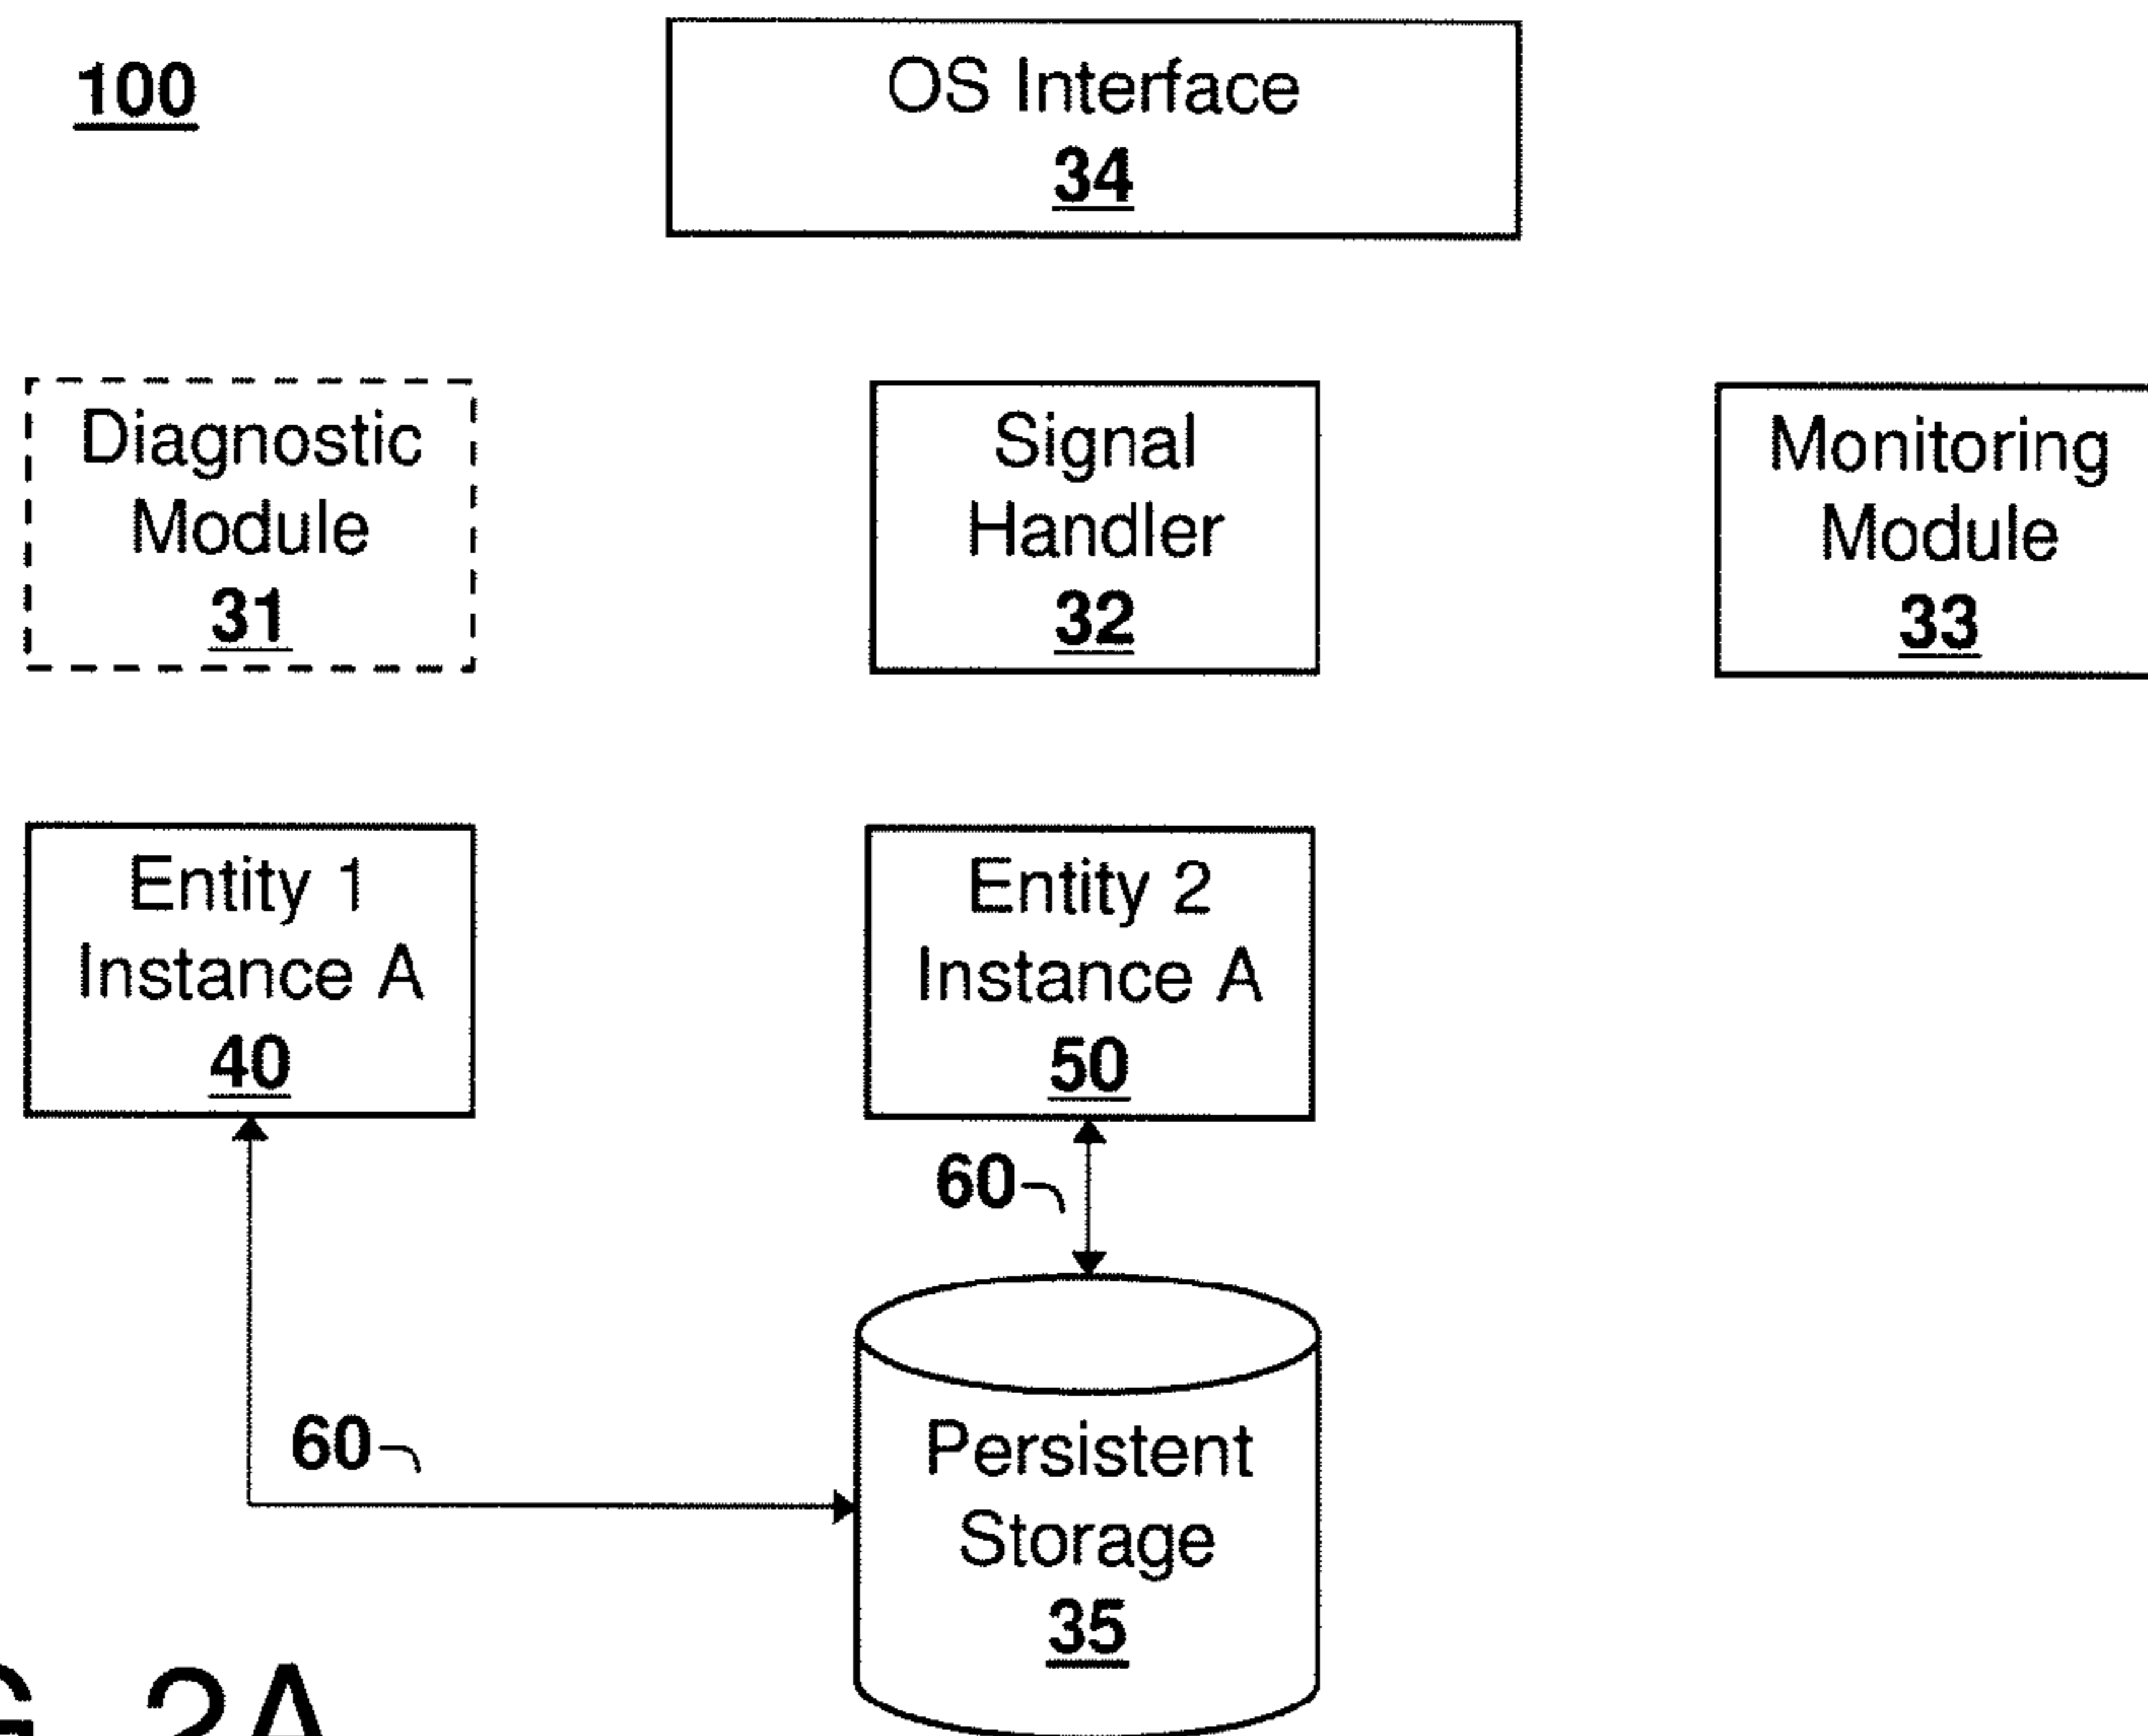 100
OS Interface
34
Diagnostic
Module
31
Signal
Handler
32
Monitoring
Module
33
Entity 1
Instance A
40
Entity 2
Instance A
50
60
60
Persistent
Storage
35
G. 2A